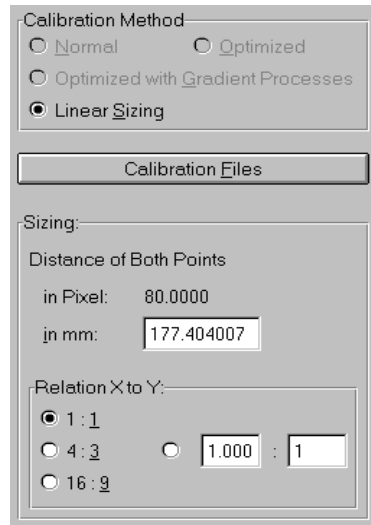 Calibration Method
Normal Optimized
Optimized with Gradient Processes
Linear Sizing
Calibration Files
Sizing:
Distance of Both Points
in Pixel: 80.0000
in mm: 177.404007
Relation X to Y:
1 : 1
4 : 3 1.000 : 1
16 : 9